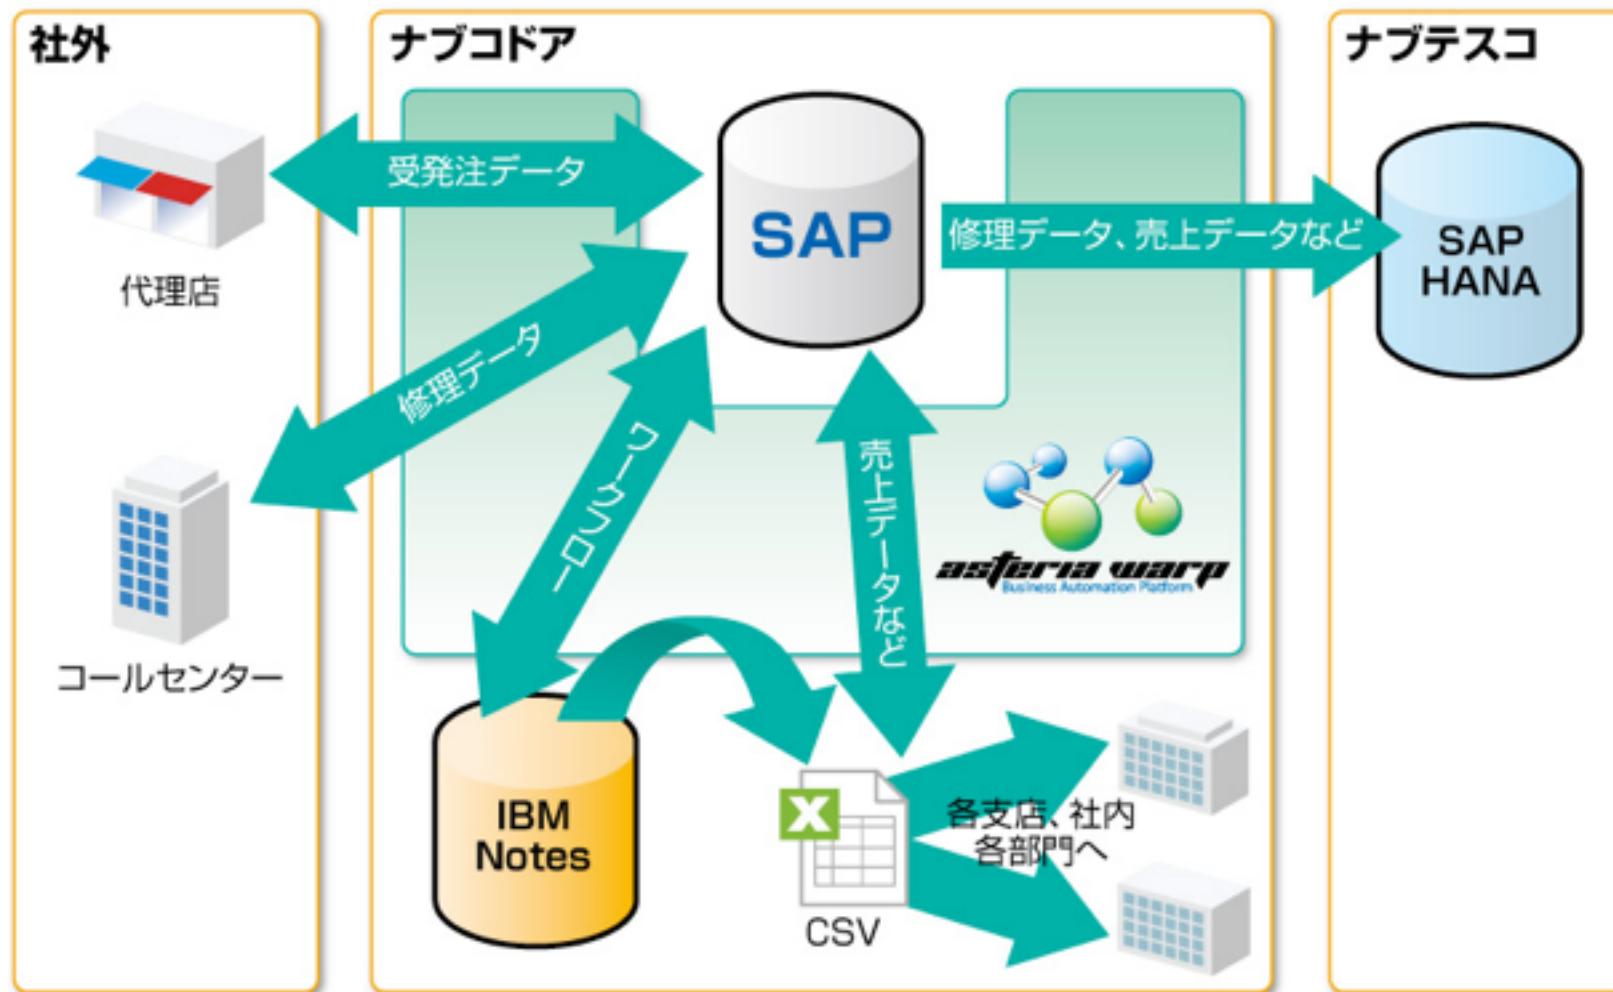 社外
ナブコドア
ナブテスコ
受発注データ
SAP
修理データ、売上データなど
SAP
HANA
代理店
修理データ
ワークフロー
売上データなど
asteria warp
Business Automation Platform
コールセンター
IBM
Notes
X
各支店、社内
各部門へ
CSV